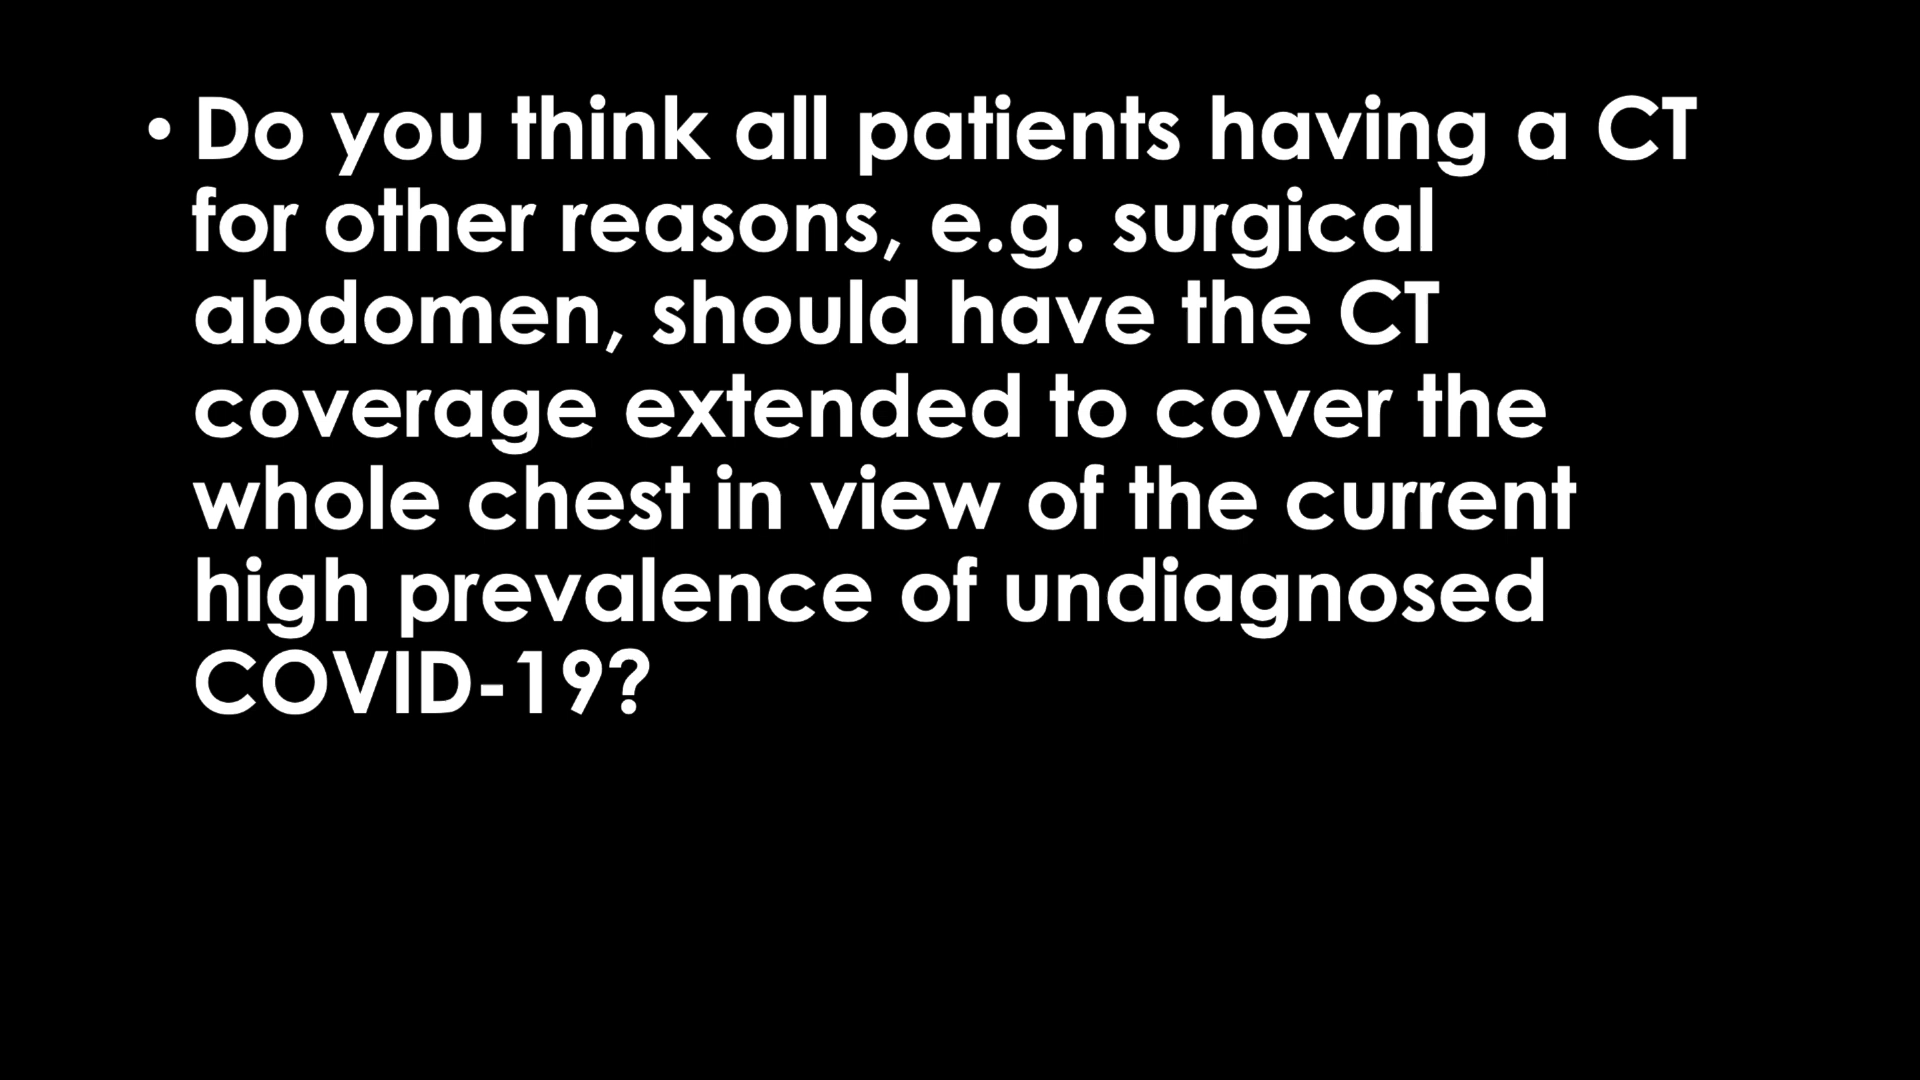 • Do you think all patients having a CT
for other reasons, e.g. surgical
abdomen, should have the CT
coverage extended to cover the
whole chest in view of the current
high prevalence of undiagnosed
COVID-19?